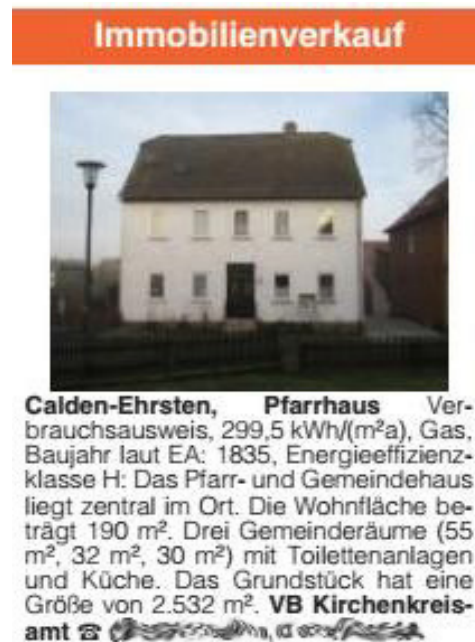 Immobilienverkauf
Calden-Ehrsten, Pfarrhaus Ver-
brauchsausweis, 299,5 kWh/(m²a), Gas,
Baujahr laut EA: 1835, Energieeffizienz-
klasse H: Das Pfarr- und Gemeindehaus
liegt zentral im Ort. Die Wohnfläche be-
trägt 190 m². Drei Gemeinderäume (55
m², 32 m², 30 m²) mit Toilettenanlagen
und Küche. Das Grundstück hat eine
Größe von 2.532 m². VB Kirchenkreis-
amt ☎